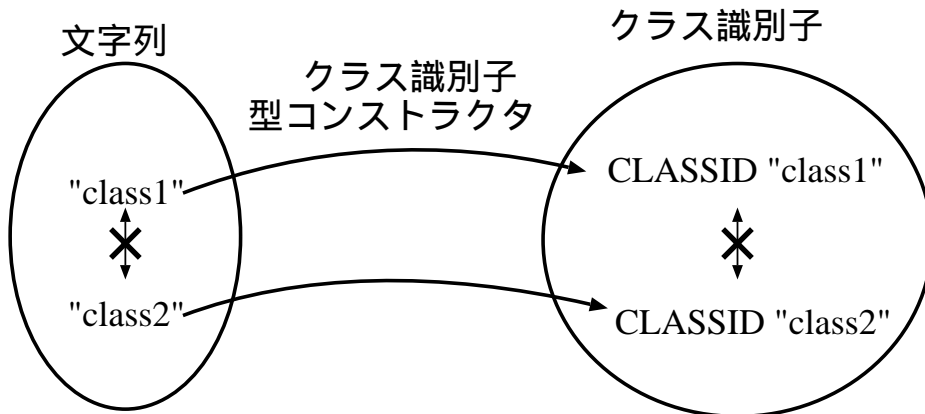 文字列
クラス識別子
クラス識別子
型コンストラクタ
"class1"
CLASSID "class1"
"class2"
CLASSID "class2"